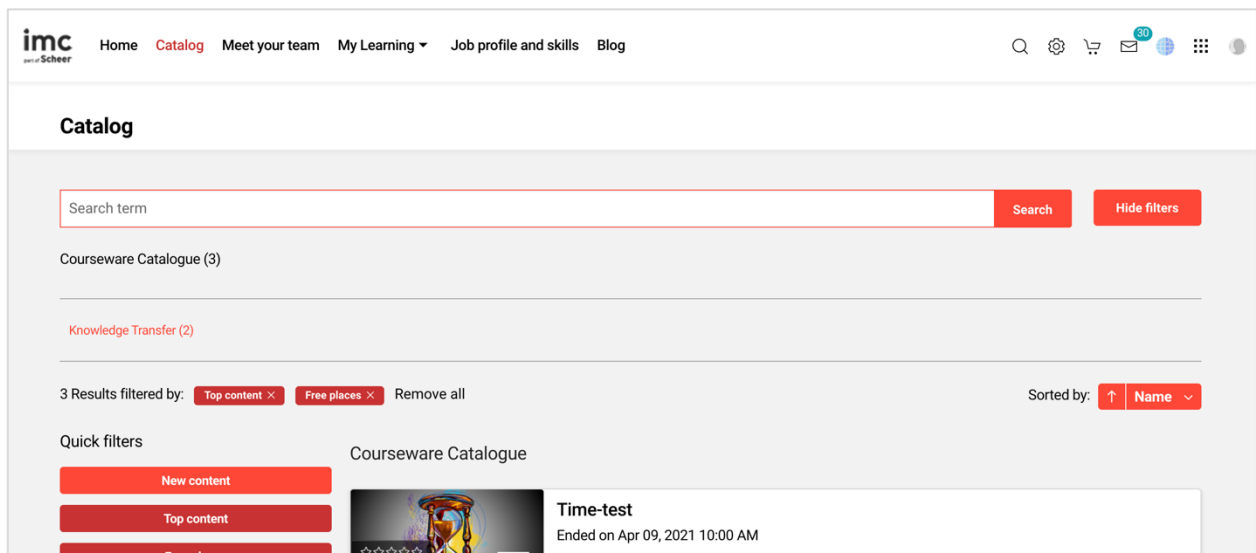 imc
part of Scheer
Home Catalog Meet your team My Learning Job profile and skills Blog
30
Catalog
Search term Search Hide filters
Courseware Catalogue (3)
Knowledge Transfer (2)
3 Results filtered by: Top content × Free places × Remove all Sorted by: ↑ Name
Quick filters
Courseware Catalogue
New content
Time-test
Top content
Ended on Apr 09, 2021 10:00 AM